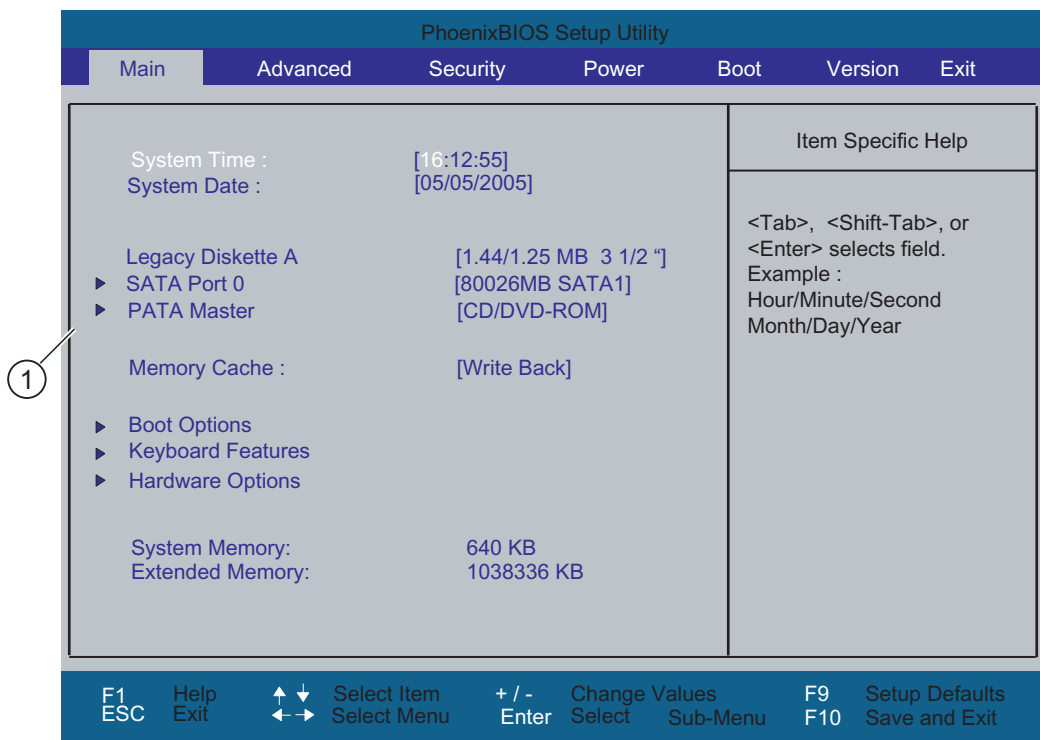 PhoenixBIOS Setup Utility
Main Advanced Security Power Boot Version Exit
Item Specific Help
System Time : [16:12:55]
System Date : [05/05/2005]
<Tab>, <Shift-Tab>, or
<Enter> selects field.
Example :
Hour/Minute/Second
Month/Day/Year
Legacy Diskette A [1.44/1.25 MB 3 1/2 “]
SATA Port 0 [80026MB SATA1]
PATA Master [CD/DVD-ROM]
1
Memory Cache : [Write Back]
Boot Options
Keyboard Features
Hardware Options
System Memory: 640 KB
Extended Memory: 1038336 KB
F1 Help Select Item + / - Change Values F9 Setup Defaults
ESC Exit Select Menu Enter Select Sub-Menu F10 Save and Exit